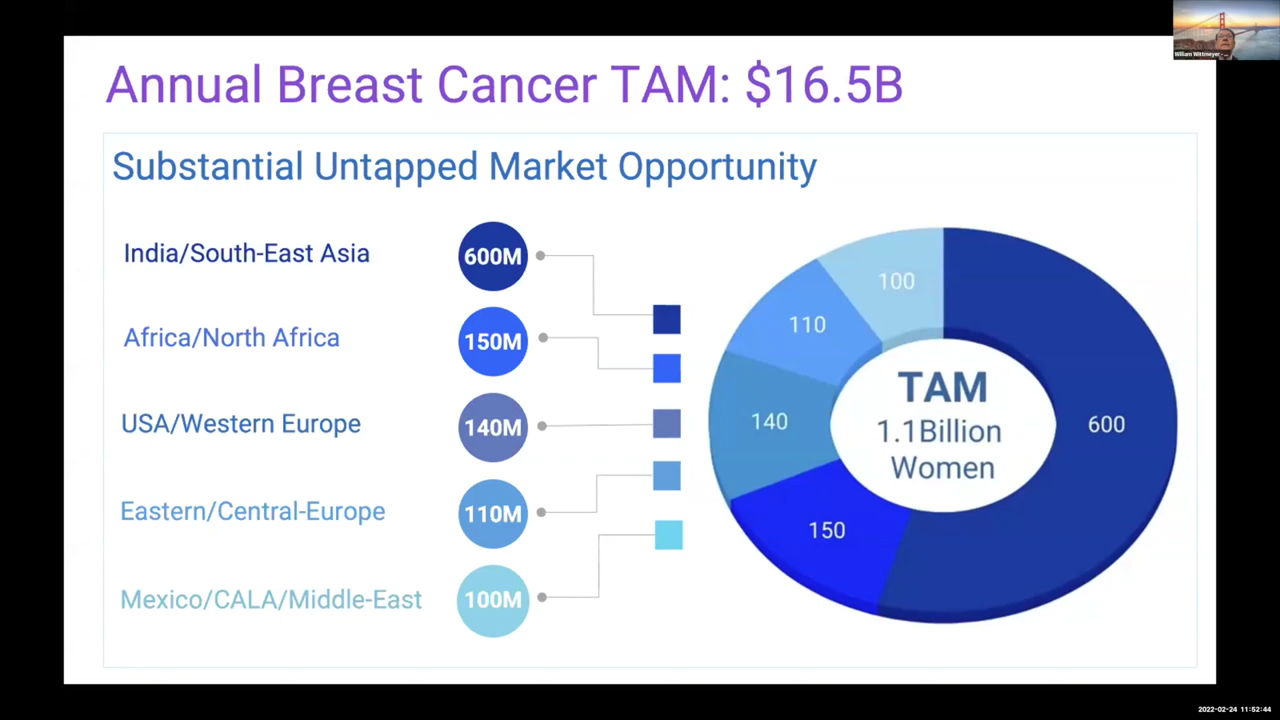 Annual Breast Cancer TAM: $16.5B
Substantial Untapped Market Opportunity
India/South-East Asia
600M
Africa/North Africa
150M
USA/Western Europe
140M
Eastern/Central-Europe
110M
Mexico/CALA/Middle-East
100M
100
110
140
150
600
TAM
1.1Billion
Women
William Wittmeyer - ...
2022-02-24 11:52:44